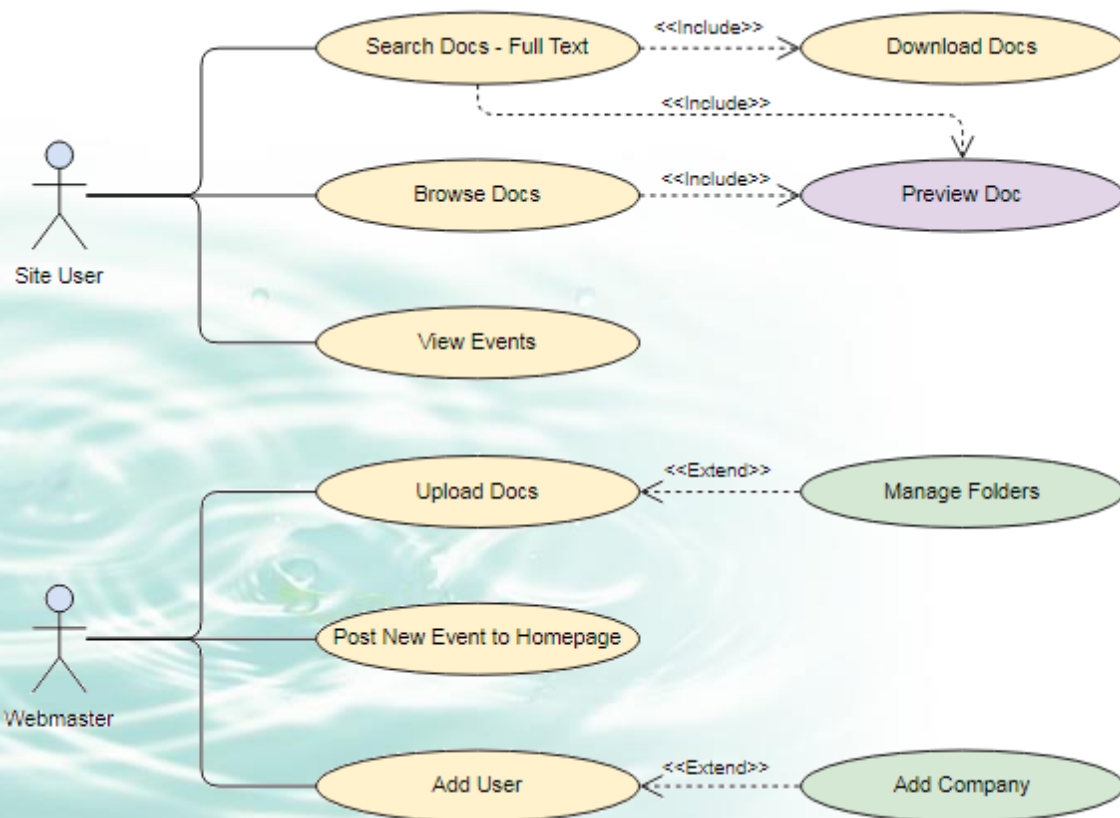 Search Docs - Full Text
<<Include>>
Download Docs
<<Include>>
Browse Docs
<<Include>>
Preview Doc
Site User
View Events
Upload Docs
<<Extend>>
Manage Folders
Post New Event to Homepage
Webmaster
Add User
<<Extend>>
Add Company